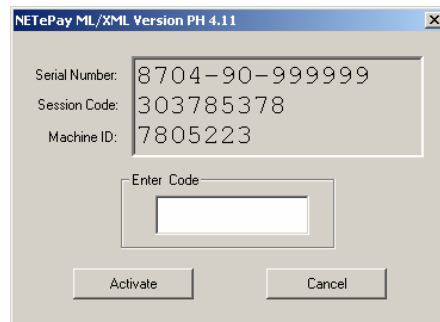 NETePay ML/XML Version PH 4.11
Serial Number: 8704-90-999999
Session Code: 303785378
Machine ID: 7805223
Enter Code
Activate Cancel